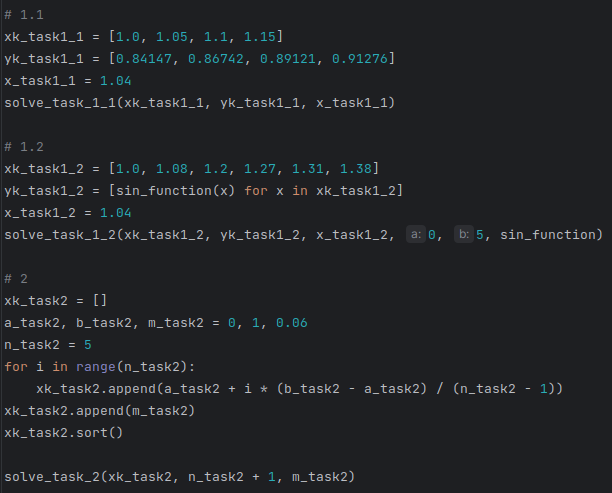 # 1.1
xk_task1_1 = [1.0, 1.05, 1.1, 1.15]
yk_task1_1 = [0.84147, 0.86742, 0.89121, 0.91276]
x_task1_1 = 1.04
solve_task_1_1(xk_task1_1, yk_task1_1, x_task1_1)

# 1.2
xk_task1_2 = [1.0, 1.08, 1.2, 1.27, 1.31, 1.38]
yk_task1_2 = [sin_function(x) for x in xk_task1_2]
x_task1_2 = 1.04
solve_task_1_2(xk_task1_2, yk_task1_2, x_task1_2, a: 0, b: 5, sin_function)

# 2
xk_task2 = []
a_task2, b_task2, m_task2 = 0, 1, 0.06
n_task2 = 5
for i in range(n_task2):
    xk_task2.append(a_task2 + i * (b_task2 - a_task2) / (n_task2 - 1))
xk_task2.append(m_task2)
xk_task2.sort()

solve_task_2(xk_task2, n_task2 + 1, m_task2)